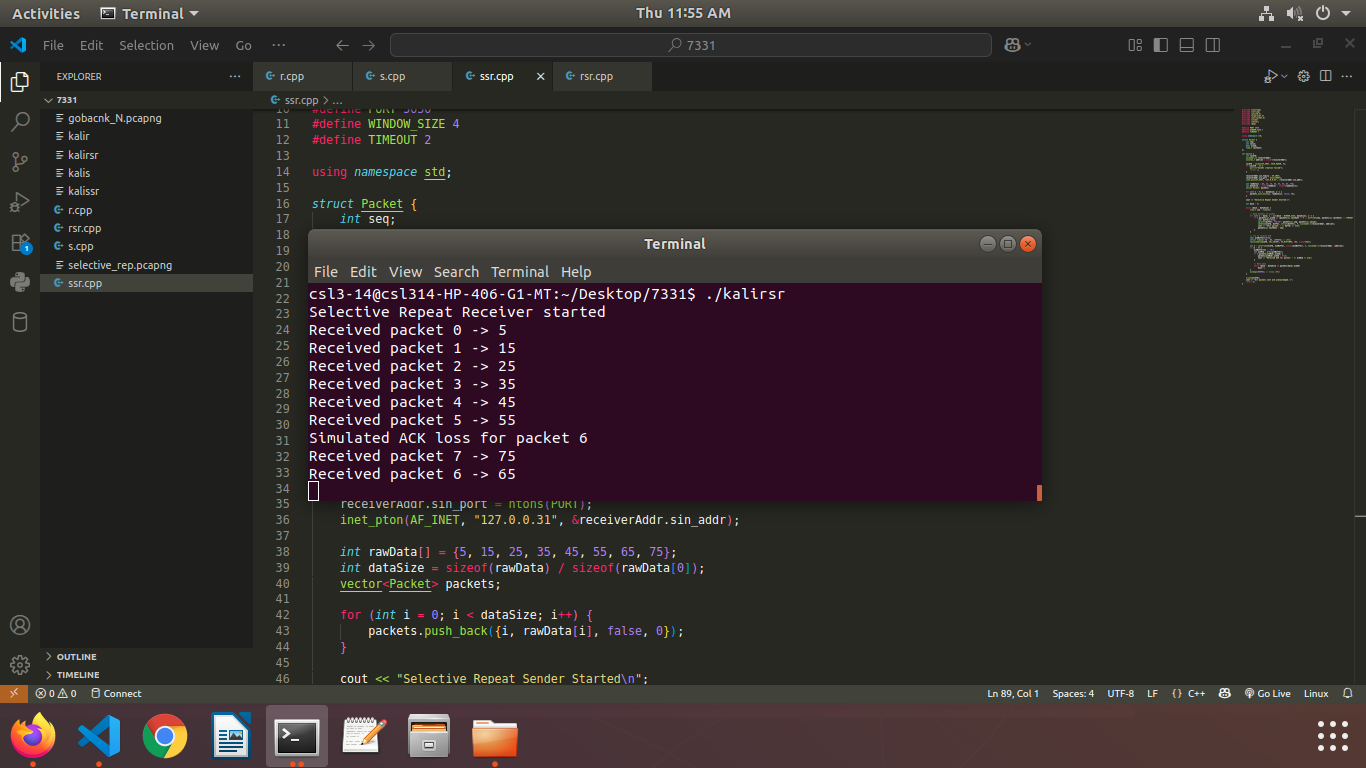 Activities Terminal Thu 11:55 AM
File Edit Selection View Go ··· 7331
EXPLORER ··· r.cpp s.cpp ssr.cpp × rsr.cpp ···
7331 ssr.cpp > ...
gobacnk_N.pcapng
kalir
kalirsr
kalis
kalissr
r.cpp
rsr.cpp
s.cpp
1
selective_rep.pcapng
ssr.cpp
OUTLINE
TIMELINE
10 #define PORT 5050
11 #define WINDOW_SIZE 4
12 #define TIMEOUT 2
13
14 using namespace std;
15
16 struct Packet {
17 int seq;
18
19
20
21
22
23
24
25
26
27
28
29
30
31
32
33
34
Terminal
File Edit View Search Terminal Help
csl3-14@csl314-HP-406-G1-MT:~/Desktop/7331$ ./kalirsr
Selective Repeat Receiver started
Received packet 0 -> 5
Received packet 1 -> 15
Received packet 2 -> 25
Received packet 3 -> 35
Received packet 4 -> 45
Received packet 5 -> 55
Simulated ACK loss for packet 6
Received packet 7 -> 75
Received packet 6 -> 65
35 receiverAddr.sin_port = htons(PORT);
36 inet_pton(AF_INET, "127.0.0.31", &receiverAddr.sin_addr);
37
38 int rawData[] = {5, 15, 25, 35, 45, 55, 65, 75};
39 int dataSize = sizeof(rawData) / sizeof(rawData[0]);
40 vector<Packet> packets;
41
42 for (int i = 0; i < dataSize; i++) {
43 packets.push_back({i, rawData[i], false, 0});
44 }
45
46 cout << "Selective Repeat Sender Started\n";
0 0 Connect Ln 89, Col 1 Spaces: 4 UTF-8 LF {} C++ Go Live Linux